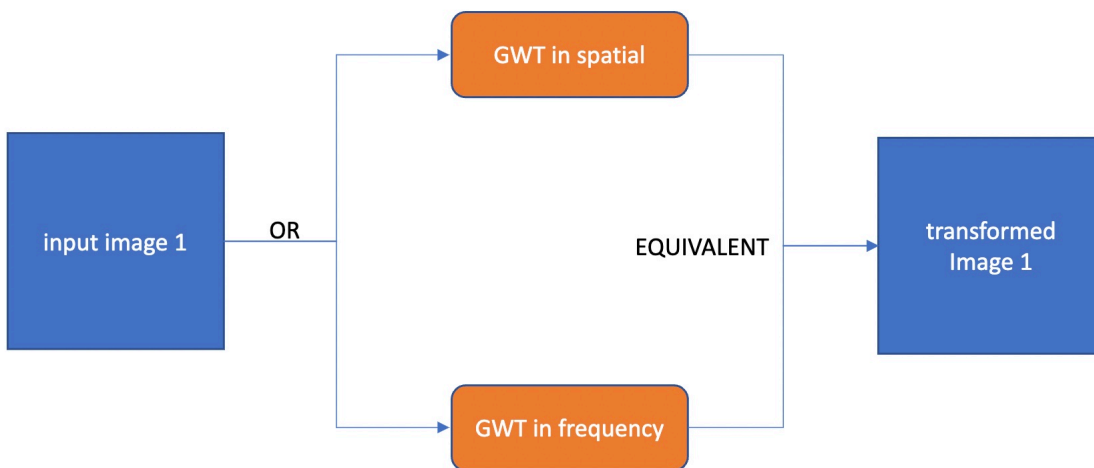 GWT in spatial
input image 1
OR
EQUIVALENT
transformed
Image 1
GWT in frequency